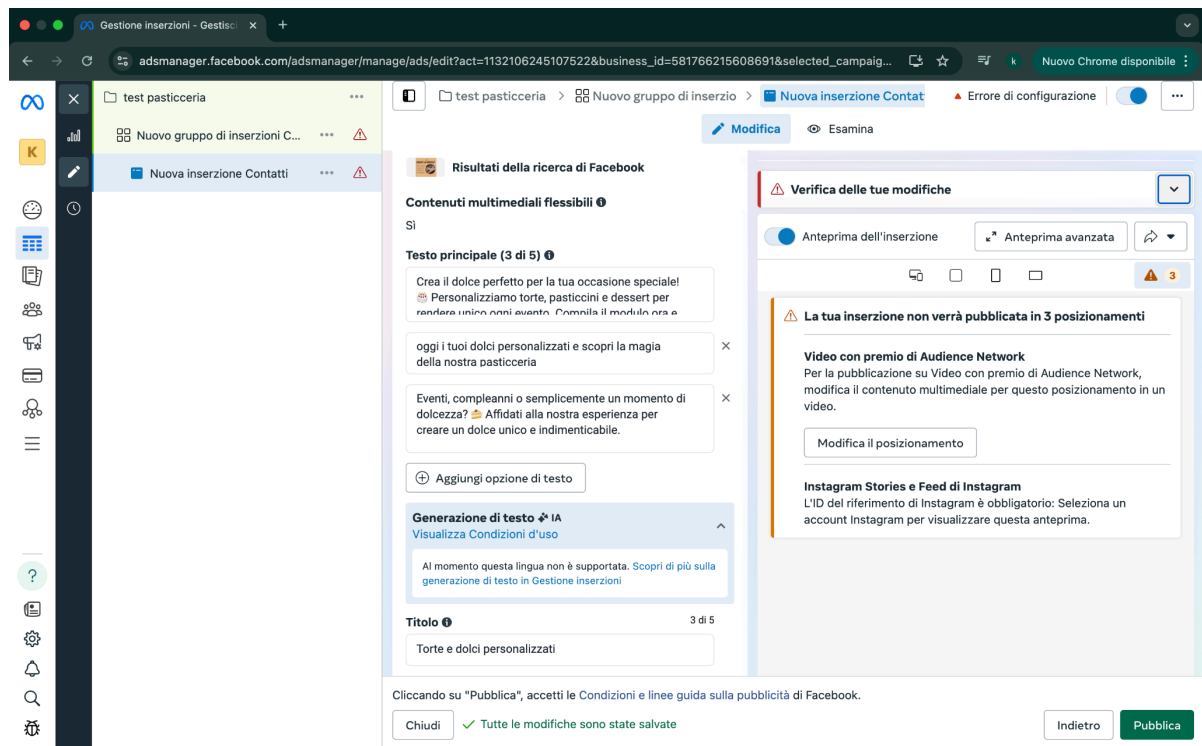 Gestione inserzioni - Gestisci
adsmanager.facebook.com/adsmanager/manage/ads/edit?act=1132106245107522&business_id=581766215608691&selected_campaig...
k
Nuovo Chrome disponibile
K
test pasticceria
Nuovo gruppo di inserzioni C...
Nuova inserzione Contatti
test pasticceria > Nuovo gruppo di inserzio > Nuova inserzione Contat
Errore di configurazione
Modifica
Esamina
Risultati della ricerca di Facebook
Contenuti multimediali flessibili
Sì
Testo principale (3 di 5)
Crea il dolce perfetto per la tua occasione speciale!
🎂 Personalizziamo torte, pasticcini e dessert per
rendere unico ogni evento. Compila il modulo ora e
oggi i tuoi dolci personalizzati e scopri la magia
della nostra pasticceria
Eventi, compleanni o semplicemente un momento di
dolcezza? 🍰 Affidati alla nostra esperienza per
creare un dolce unico e indimenticabile.
Aggiungi opzione di testo
Generazione di testo IA
Visualizza Condizioni d'uso
Al momento questa lingua non è supportata. Scopri di più sulla
generazione di testo in Gestione inserzioni
Titolo
3 di 5
Torte e dolci personalizzati
Verifica delle tue modifiche
Anteprima dell'inserzione
Anteprima avanzata
3
La tua inserzione non verrà pubblicata in 3 posizionamenti
Video con premio di Audience Network
Per la pubblicazione su Video con premio di Audience Network,
modifica il contenuto multimediale per questo posizionamento in un
video.
Modifica il posizionamento
Instagram Stories e Feed di Instagram
L'ID del riferimento di Instagram è obbligatorio: Seleziona un
account Instagram per visualizzare questa anteprima.
Cliccando su "Pubblica", accetti le Condizioni e linee guida sulla pubblicità di Facebook.
Chiudi
Tutte le modifiche sono state salvate
Indietro
Pubblica